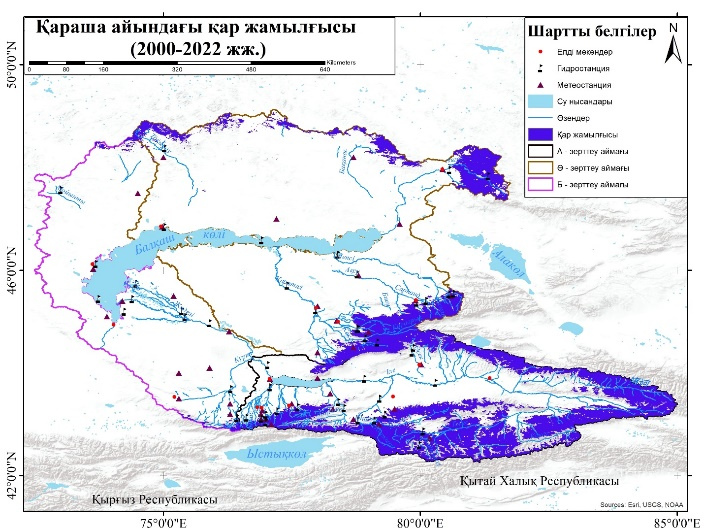 Қараша айындағы қар жамылғысы
(2000-2022 жж.)
0 80 160 320 480 640 Kilometers
Шартты белгілер
N
Елді мекендер
Гидростанция
Метеостанция
Су нысандары
Өзендер
Қар жамылғысы
А - зерттеу аймағы
Ә - зерттеу аймағы
Б - зерттеу аймағы
50°0'0"N
46°0'0"N
42°0'0"N
Балқаш көлі
Алакөл
Іле
Ыстықкөл
Қырғыз Республикасы
Қытай Халық Республикасы
Sources: Esri, USGS, NOAA
75°0'0"E
80°0'0"E
85°0'0"E